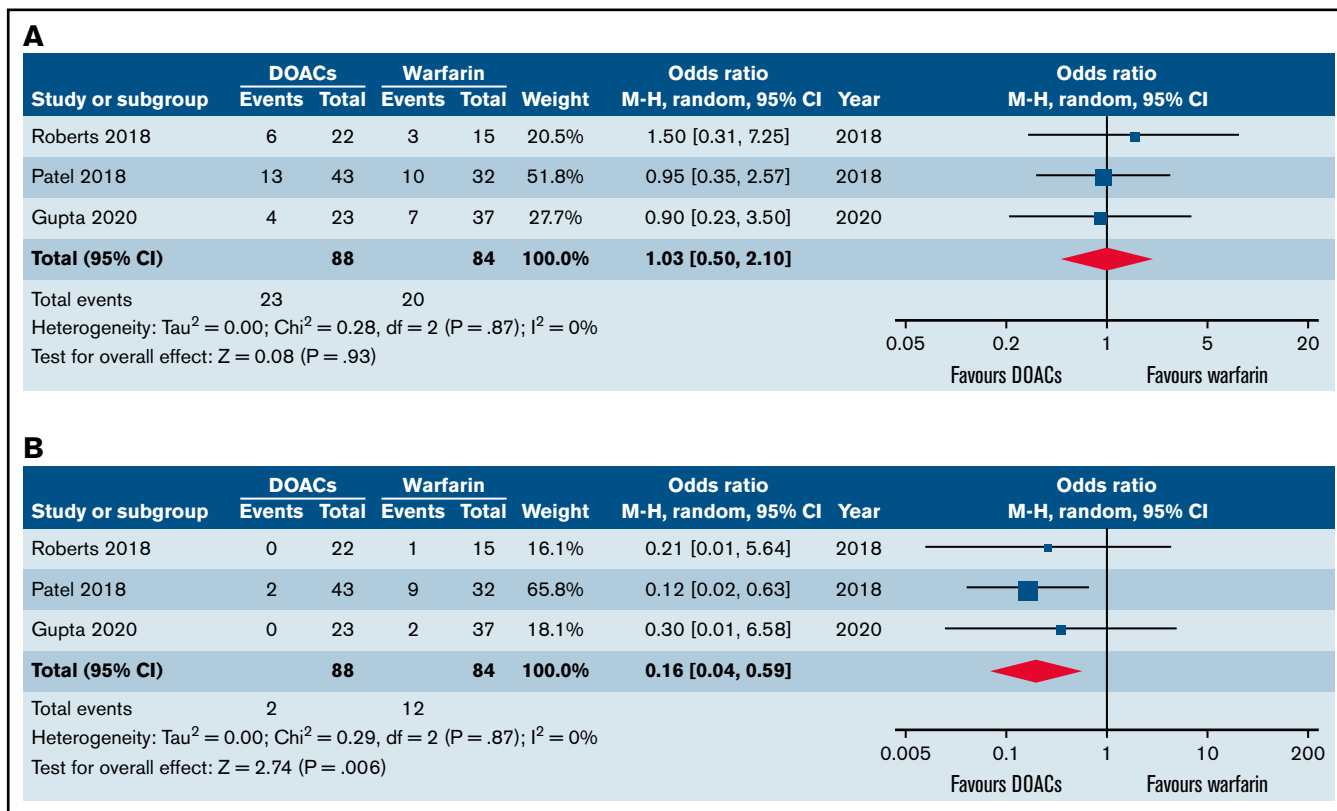 A
DOACs Warfarin Odds ratio Odds ratio
Study or subgroup Events Total Events Total Weight M-H, random, 95% CI Year M-H, random, 95% CI
Roberts 2018 6 22 3 15 20.5% 1.50 [0.31, 7.25] 2018
Patel 2018 13 43 10 32 51.8% 0.95 [0.35, 2.57] 2018
Gupta 2020 4 23 7 37 27.7% 0.90 [0.23, 3.50] 2020
Total (95% CI) 88 84 100.0% 1.03 [0.50, 2.10]
Total events 23 20
Heterogeneity: Tau² = 0.00; Chi² = 0.28, df = 2 (P = .87); I² = 0%
Test for overall effect: Z = 0.08 (P = .93)
0.05 0.2 1 5 20
Favours DOACs Favours warfarin
B
DOACs Warfarin Odds ratio Odds ratio
Study or subgroup Events Total Events Total Weight M-H, random, 95% CI Year M-H, random, 95% CI
Roberts 2018 0 22 1 15 16.1% 0.21 [0.01, 5.64] 2018
Patel 2018 2 43 9 32 65.8% 0.12 [0.02, 0.63] 2018
Gupta 2020 0 23 2 37 18.1% 0.30 [0.01, 6.58] 2020
Total (95% CI) 88 84 100.0% 0.16 [0.04, 0.59]
Total events 2 12
Heterogeneity: Tau² = 0.00; Chi² = 0.29, df = 2 (P = .87); I² = 0%
Test for overall effect: Z = 2.74 (P = .006)
0.005 0.1 1 10 200
Favours DOACs Favours warfarin